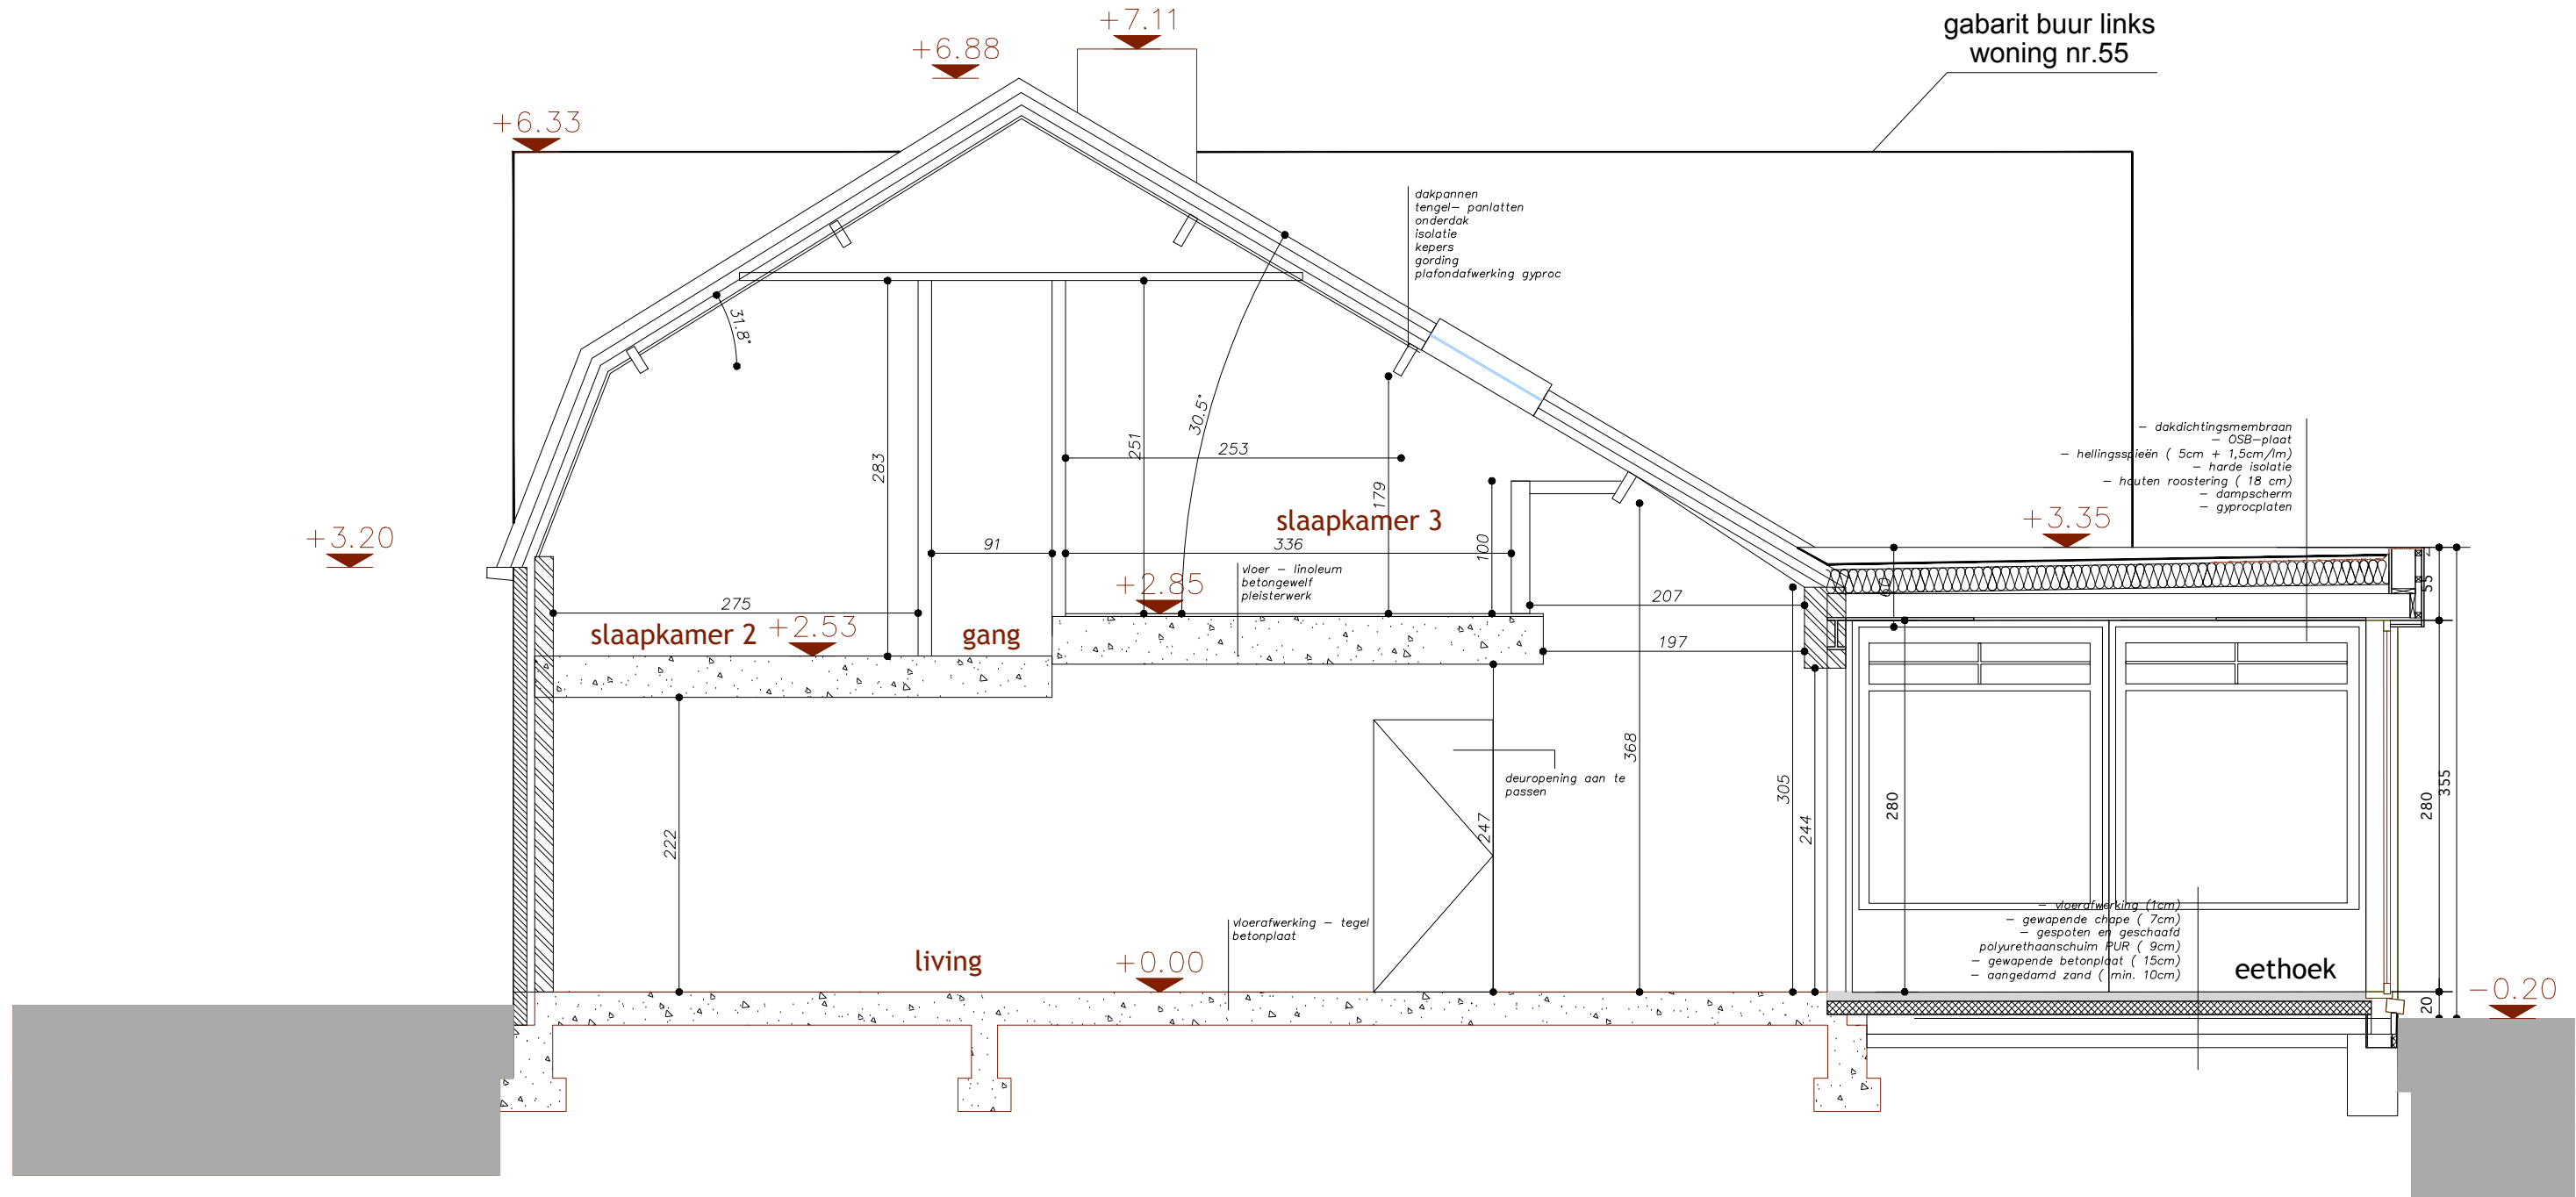 gabarit buur links
woning nr.55
+7.11
+6.88
+6.33
dakpannen
tengel- panlatten
onderdak
isolatie
kepers
gording
plafondafwerking gyproc
31.8°
30.5°
283
251
253
179
- dakdichtingsmembraan
- OSB-plaat
- hellingsspieën ( 5cm + 1,5cm/lm)
- harde isolatie
- houten roostering ( 18 cm)
- dampscherm
- gyprocplaten
+3.20
+3.35
slaapkamer 3
91
336
100
+2.85
vloer - linoleum
betongewelf
pleisterwerk
60
55
275
207
slaapkamer 2
+2.53
gang
197
222
deuropening aan te
passen
247
368
305
244
280
280
355
vloerafwerking - tegel
betonplaat
living
+0.00
- vloerafwerking (1cm)
- gewapende chape ( 7cm)
- gespoten en geschaafd
polyurethaanschuim PUR ( 9cm)
- gewapende betonplaat ( 15cm)
- aangedamd zand ( min. 10cm)
eethoek
20
-0.20